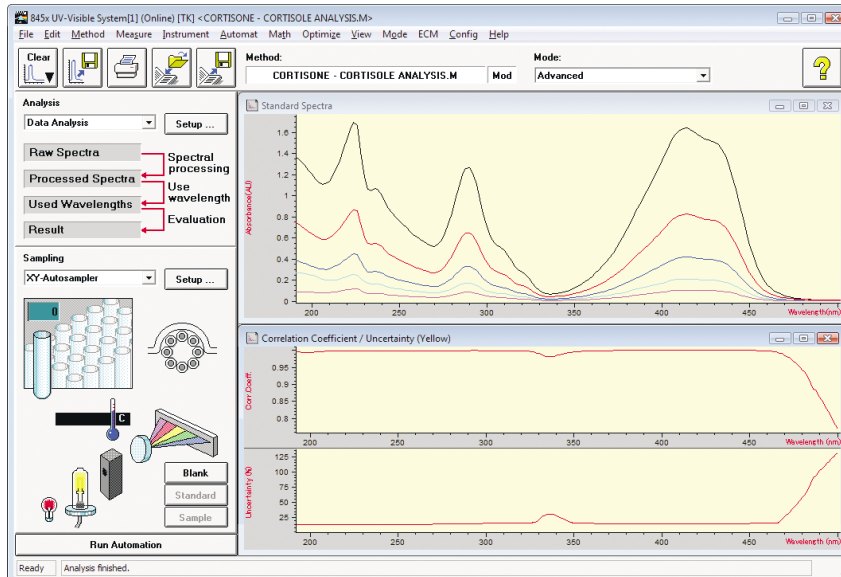 845x UV-Visible System[1] (Online) [TK] <CORTISONE - CORTISOLE ANALYSIS.M>
File Edit Method Measure Instrument Automat Math Optimize View Mode ECM Config Help
Clear
Method:
CORTISONE - CORTISOLE ANALYSIS.M Mod
Mode:
Advanced
?
Analysis
Data Analysis Setup ...
Raw Spectra
Spectral
processing
Processed Spectra
Use
wavelength
Used Wavelengths
Evaluation
Result
Sampling
XY-Autosampler Setup ...
0
C
Blank
Standard
Sample
Run Automation
Standard Spectra
Absorbance(AU)
1.6
1.4
1.2
1
0.8
0.6
0.4
0.2
0
200 250 300 350 400 450
Wavelength(nm)
Correlation Coefficient / Uncertainty (Yellow)
Corr.Coeff.
0.95
0.9
0.85
0.8
200 250 300 350 400 450
Wavelength (nm)
Uncertainty (%)
125
100
75
50
25
200 250 300 350 400 450
Wavelength (nm)
Ready Analysis finished.